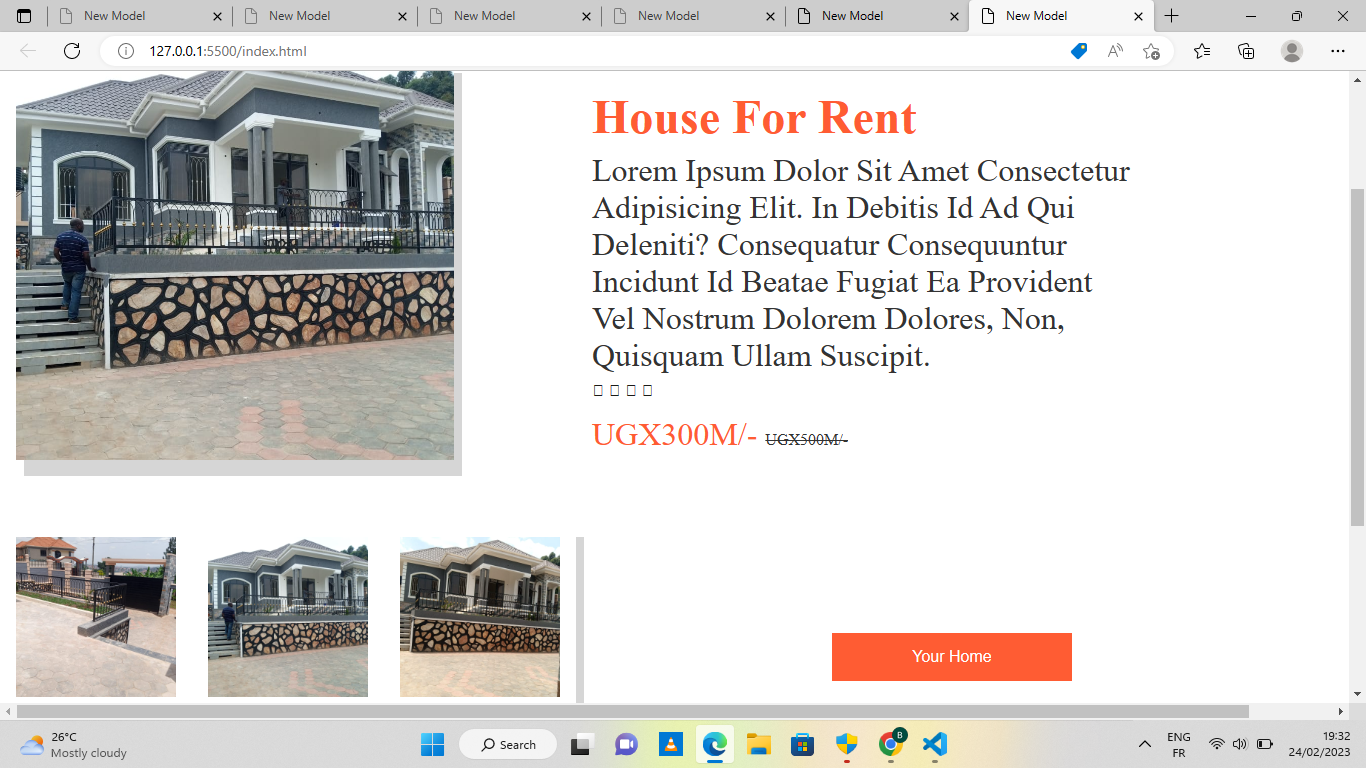 New Model
New Model
New Model
New Model
New Model
New Model
127.0.0.1:5500/index.html
House For Rent
Lorem Ipsum Dolor Sit Amet Consectetur
Adipisicing Elit. In Debitis Id Ad Qui
Deleniti? Consequatur Consequuntur
Incidunt Id Beatae Fugiat Ea Provident
Vel Nostrum Dolorem Dolores, Non,
Quisquam Ullam Suscipit.
UGX300M/- UGX500M/-
Your Home
26°C
Mostly cloudy
Search
B
ENG
FR
19:32
24/02/2023